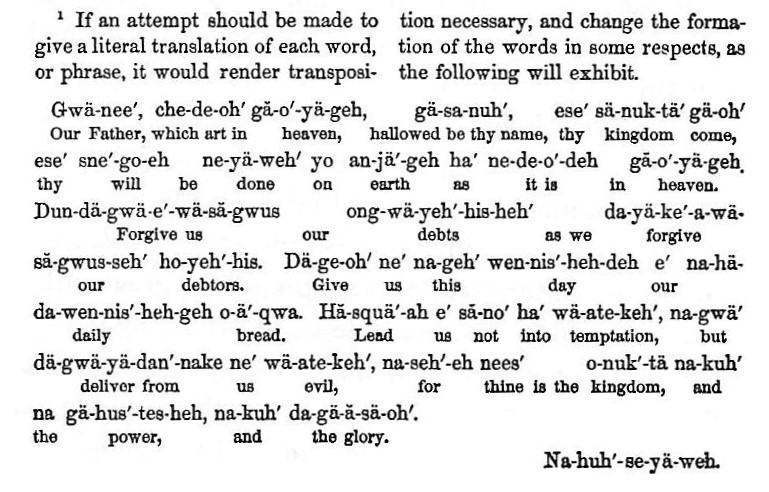 ¹ If an attempt should be made to
give a literal translation of each word,
or phrase, it would render transposi-
tion necessary, and change the forma-
tion of the words in some respects, as
the following will exhibit.
Gwä-nee′, che-de-oh′ gä-o′-yä-geh, gä-sa-nuh′, ese′ sä-nuk-tä′ gä-oh′
Our Father, which art in heaven, hallowed be thy name, thy kingdom come,
ese′ sne′-go-eh ne-yä-weh′ yo an-jä′-geh ha′ ne-de-o′-deh gă-o′-yä-geh.
thy will be done on earth as it is in heaven.
Dun-dä-gwä-e′-wä-să-gwus ong-wä-yeh′-his-heh′ da-yä-ke′-a-wä-
Forgive us our debts as we forgive
să-gwus-seh′ ho-yeh′-his. Dä-ge-oh′ ne′ na-geh′ wen-nis′-heh-deh e′ na-hä-
our debtors. Give us this day our
da-wen-nis′-heh-geh o-ä′-qwa. Hă-squä′-ah e′ să-no′ ha′ wä-ate-keh′, na-gwä′
daily bread. Lead us not into temptation, but
dä-gwä-yä-dan′-nake ne′ wä-ate-keh′, na-seh′-eh nees′ o-nuk′-tä na-kuh′
deliver from us evil, for thine is the kingdom, and
na gä-hus′-tes-heh, na-kuh′ da-gä-ă-sä-oh′.
the power, and the glory.
Na-huh′-se-yä-weh.